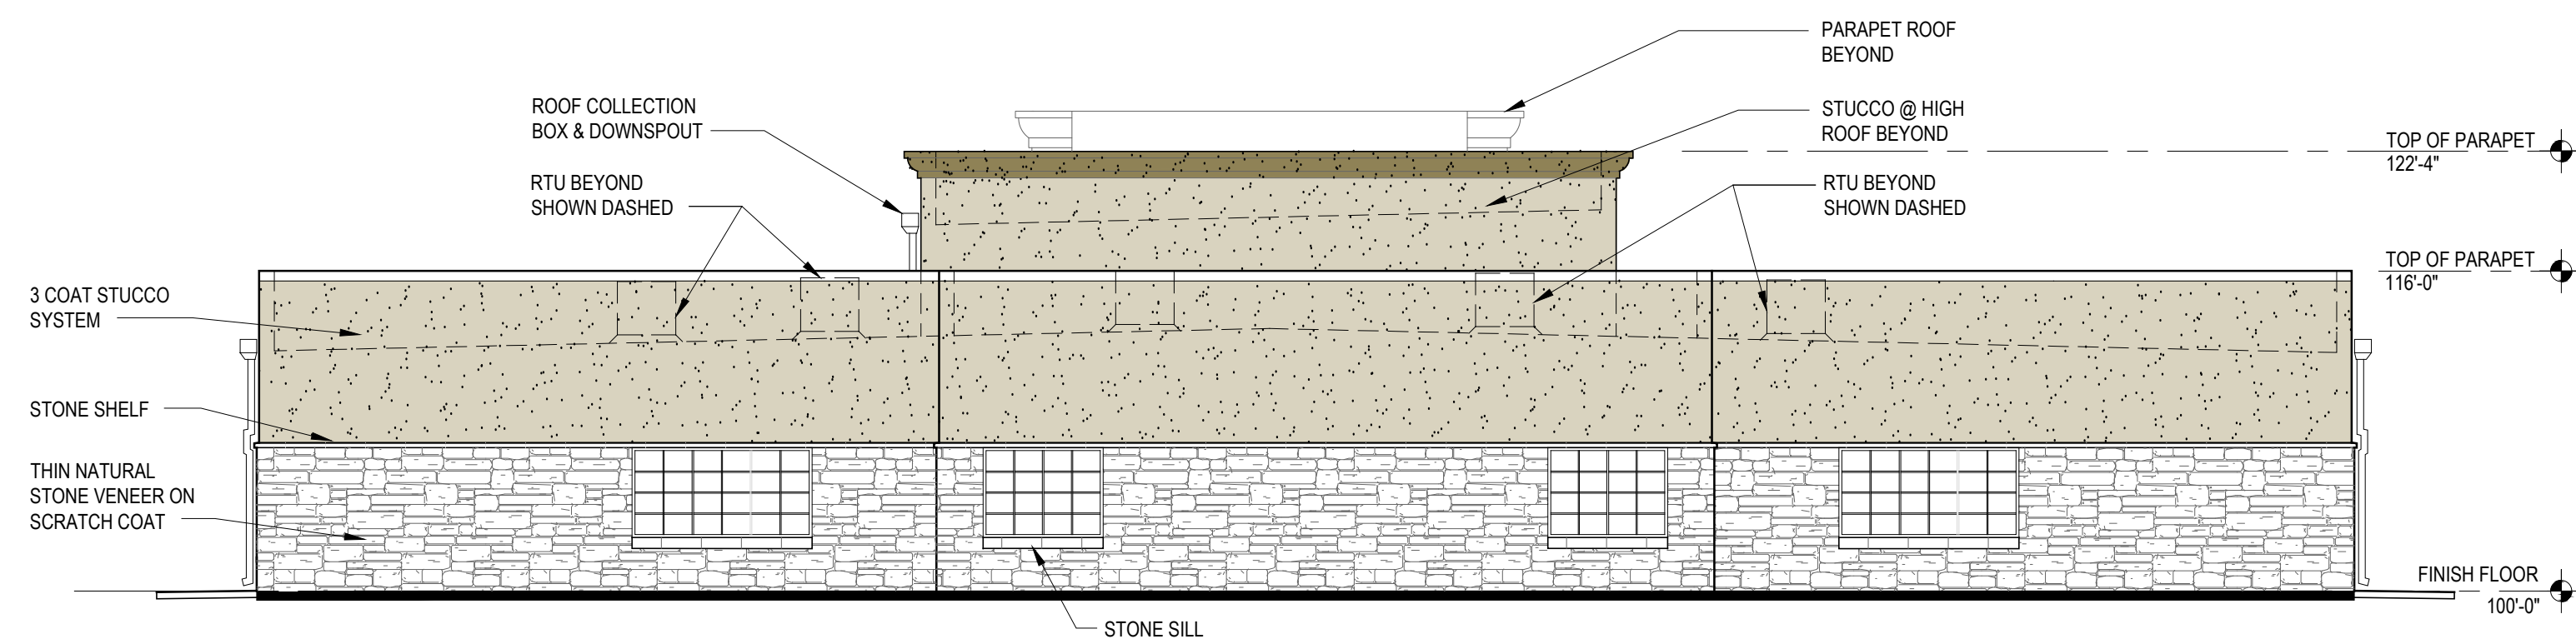 PARAPET ROOF
BEYOND
ROOF COLLECTION
BOX & DOWNSPOUT
STUCCO @ HIGH
ROOF BEYOND
TOP OF PARAPET
122'-4"
RTU BEYOND
SHOWN DASHED
RTU BEYOND
SHOWN DASHED
TOP OF PARAPET
116'-0"
3 COAT STUCCO
SYSTEM
STONE SHELF
THIN NATURAL
STONE VENEER ON
SCRATCH COAT
FINISH FLOOR
100'-0"
STONE SILL